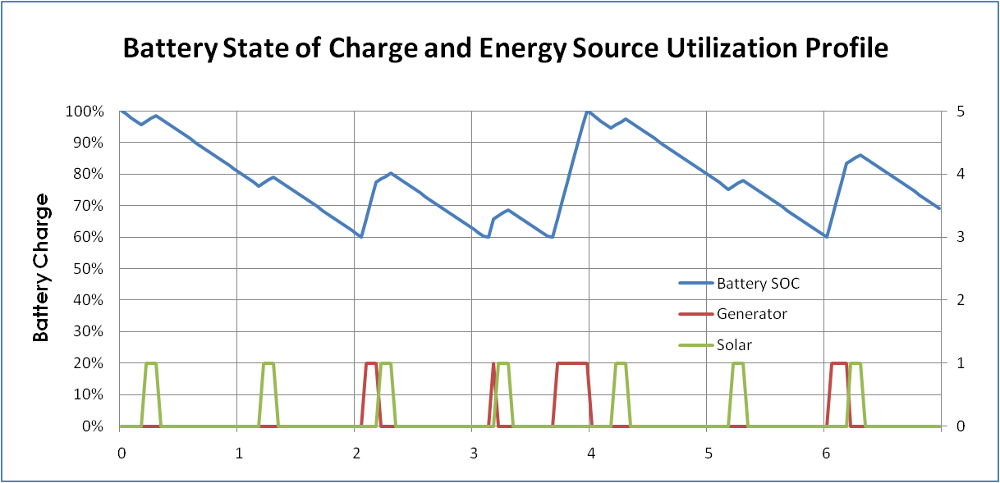 Battery State of Charge and Energy Source Utilization Profile
100%
90%
80%
70%
60%
50%
40%
30%
20%
10%
0%
Battery Charge
5
4
3
2
1
0
Battery SOC
Generator
Solar
0 1 2 3 4 5 6